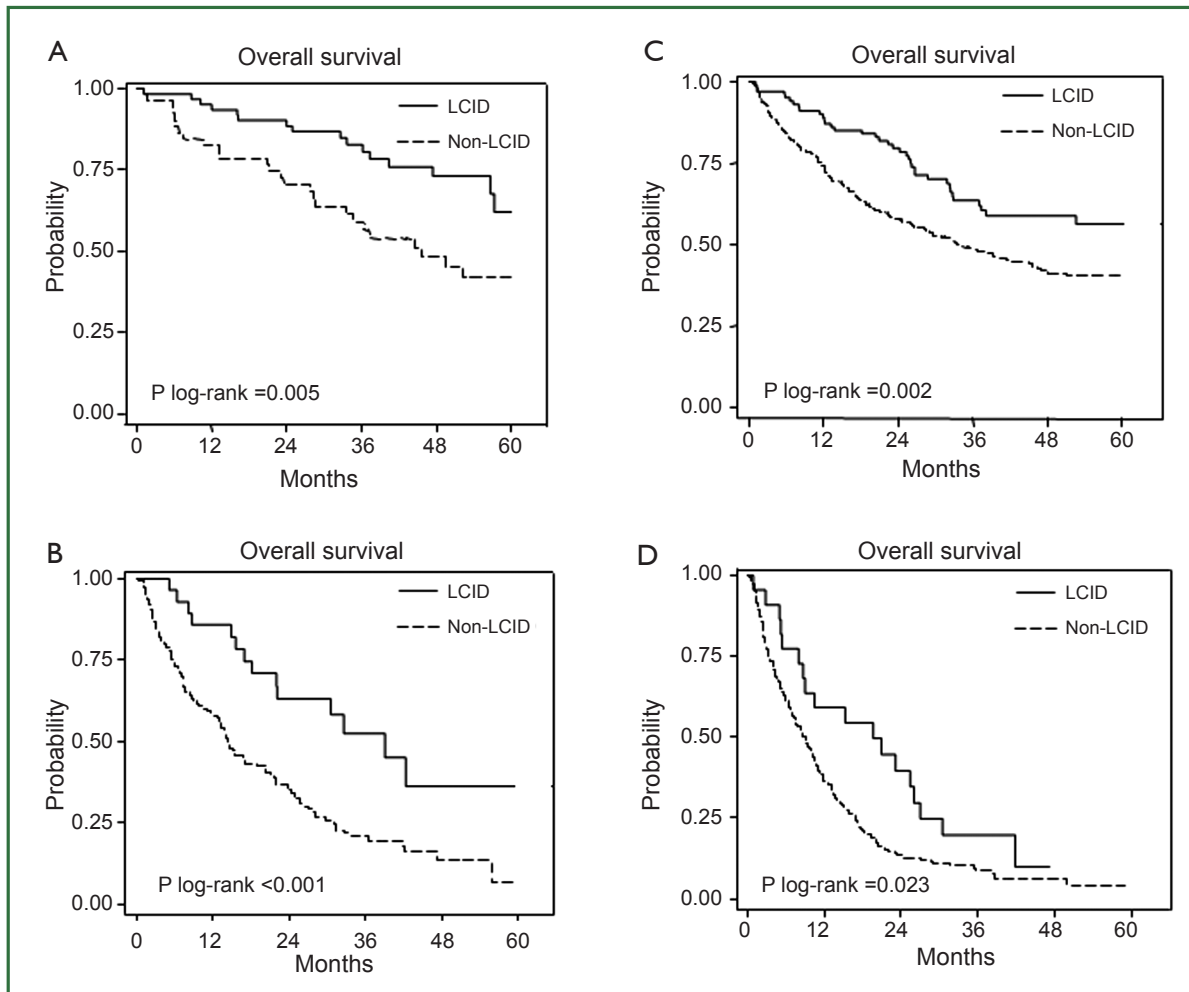 A
Overall survival
1.00
0.75
0.50
0.25
0.00
Probability
LCID
Non-LCID
P log-rank =0.005
0 12 24 36 48 60
Months
B
Overall survival
1.00
0.75
0.50
0.25
0.00
Probability
LCID
Non-LCID
P log-rank <0.001
0 12 24 36 48 60
Months
C
Overall survival
1.00
0.75
0.50
0.25
0.00
Probability
LCID
Non-LCID
P log-rank =0.002
0 12 24 36 48 60
Months
D
Overall survival
1.00
0.75
0.50
0.25
0.00
Probability
LCID
Non-LCID
P log-rank =0.023
0 12 24 36 48 60
Months